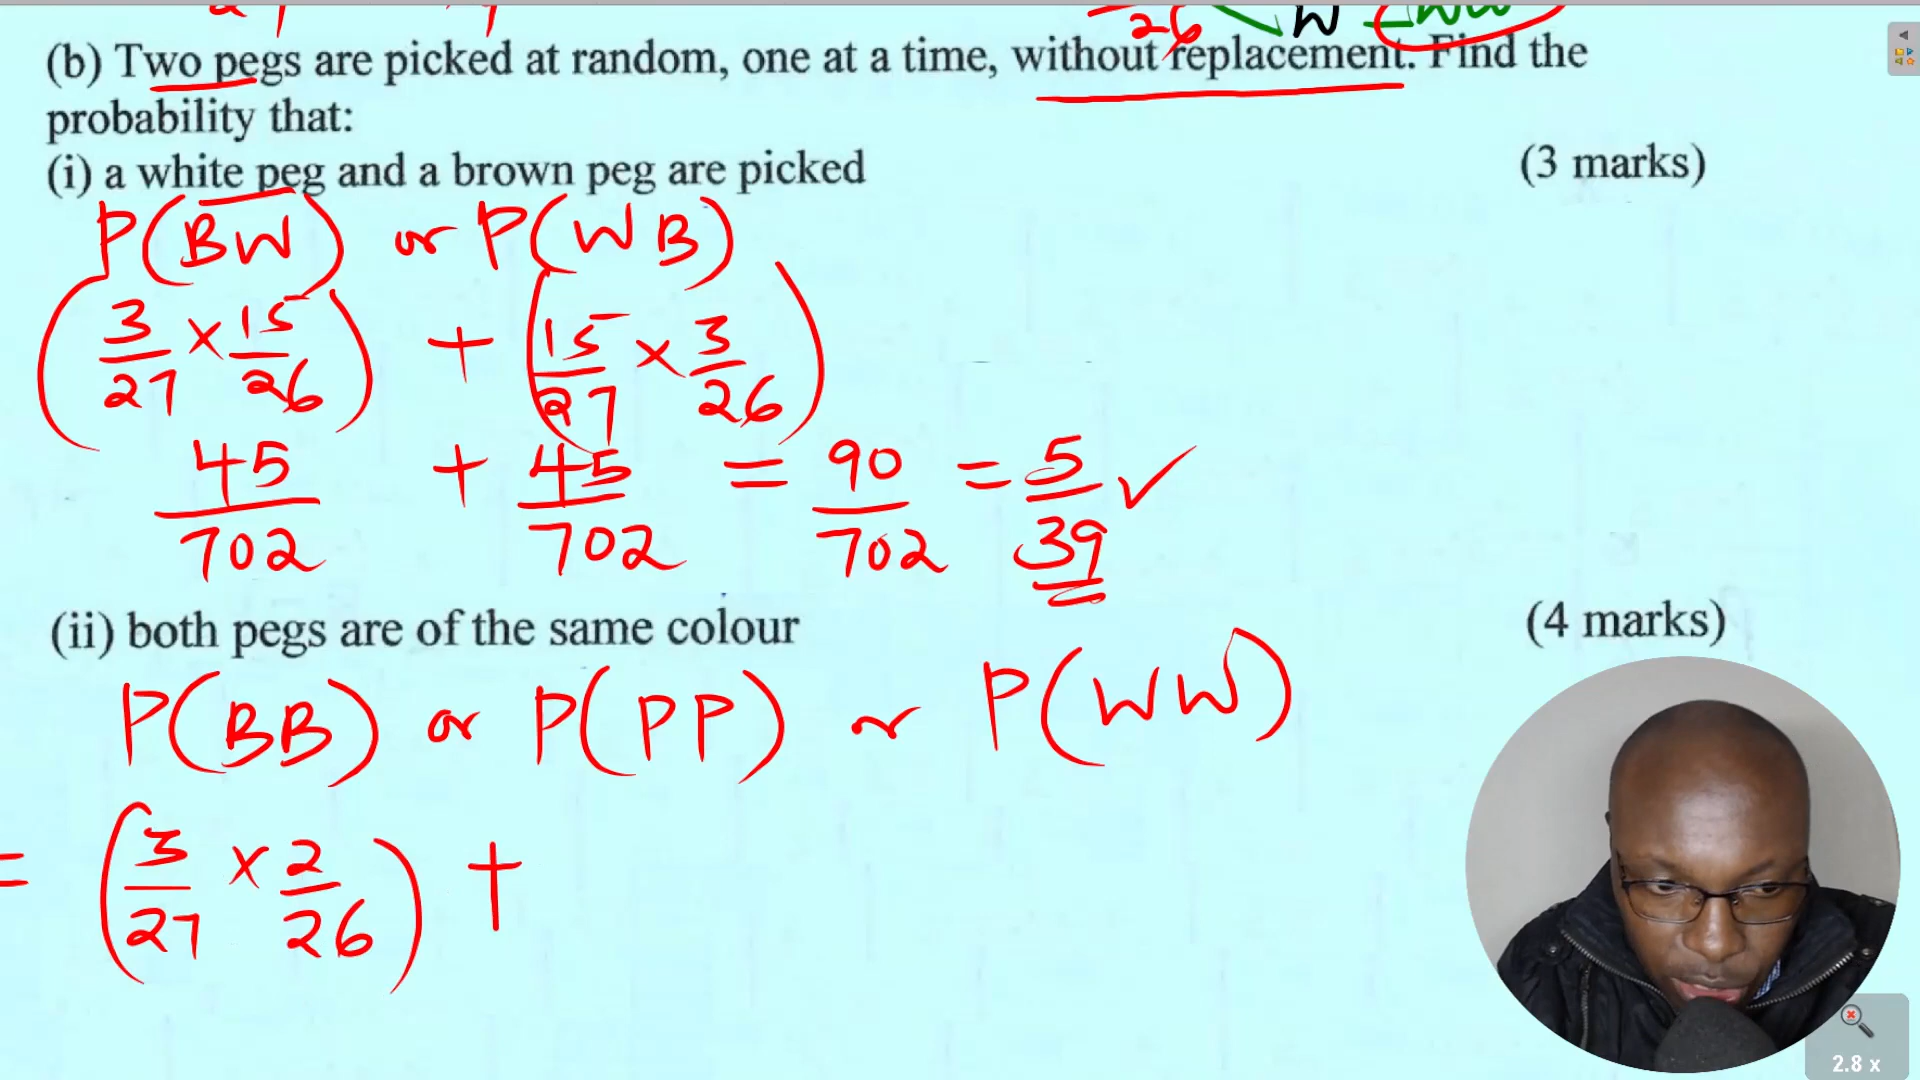 26 W WW
(b) Two pegs are picked at random, one at a time, without replacement. Find the
probability that:
(i) a white peg and a brown peg are picked (3 marks)
P(BW) or P(WB)
(3/27 × 15/26) + (15/27 × 3/26)
45/702 + 45/702 = 90/702 = 5/39 ✓
(ii) both pegs are of the same colour (4 marks)
P(BB) or P(PP) or P(WW)
= (3/27 × 2/26) +
2.8 x